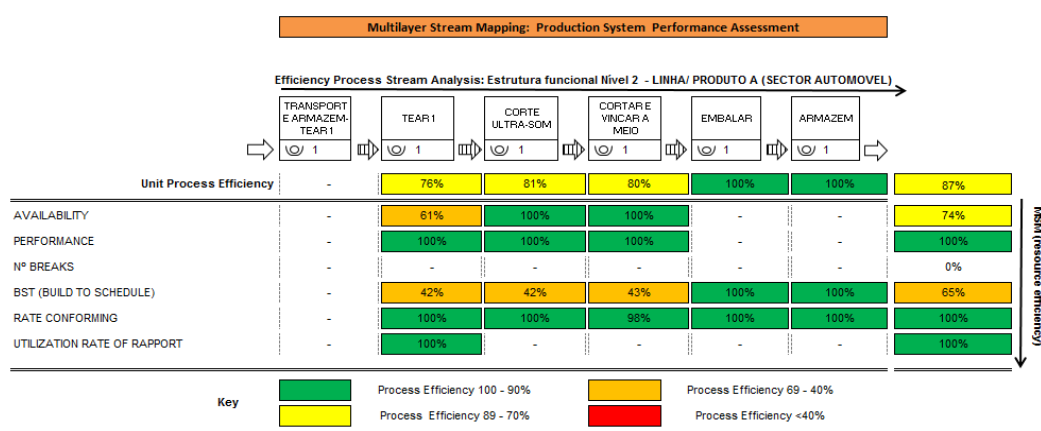 Multilayer Stream Mapping: Production System Performance Assessment
Efficiency Process Stream Analysis: Estrutura funcional Nível 2 - LINHA/ PRODUTO A (SECTOR AUTOMOVEL)
TRANSPORT
E ARMAZEM-
TEAR 1
TEAR 1
CORTE
ULTRA-SOM
CORTAR E
VINCAR A
MEIO
EMBALAR
ARMAZEM
1 1 1 1 1 1
Unit Process Efficiency - 76% 81% 80% 100% 100% 87%
AVAILABILITY - 61% 100% 100% - - 74%
PERFORMANCE - 100% 100% 100% - - 100%
Nº BREAKS - - - - - - 0%
BST (BUILD TO SCHEDULE) - 42% 42% 43% 100% 100% 65%
RATE CONFORMING - 100% 100% 98% 100% 100% 100%
UTILIZATION RATE OF RAPPORT - 100% - - - - 100%
MSM (resource efficiency)
Key
Process Efficiency 100 - 90%
Process Efficiency 69 - 40%
Process Efficiency 89 - 70%
Process Efficiency <40%